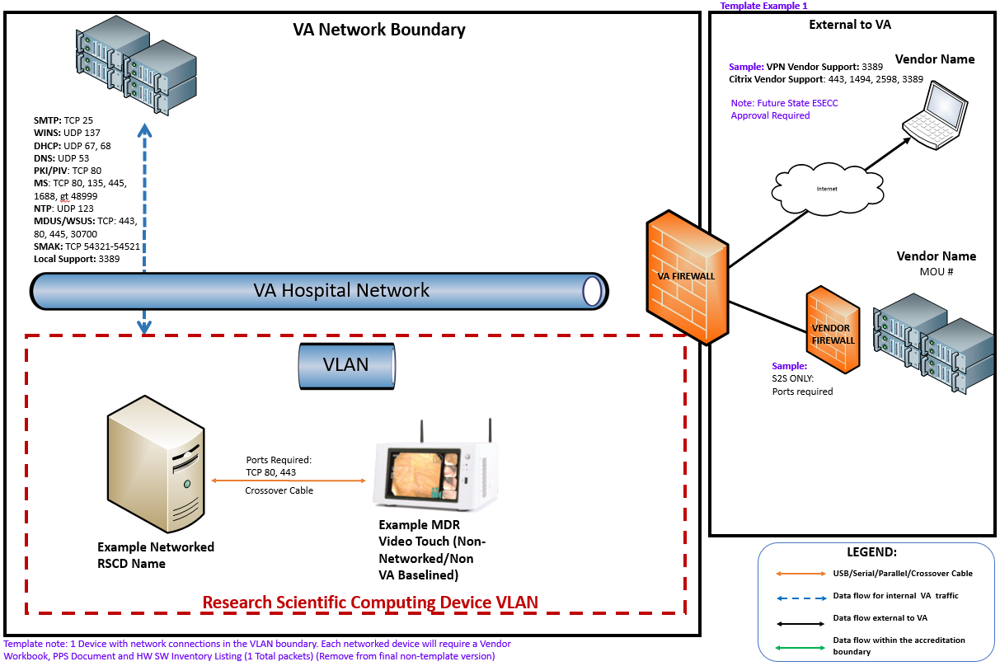 Template Example 1
VA Network Boundary
External to VA
Sample: VPN Vendor Support: 3389
Citrix Vendor Support: 443, 1494, 2598, 3389
Vendor Name
Note: Future State ESECC
Approval Required
SMTP: TCP 25
WINS: UDP 137
DHCP: UDP 67, 68
DNS: UDP 53
PKI/PIV: TCP 80
MS: TCP 80, 135, 445,
1688, gt 48999
NTP: UDP 123
MDUS/WSUS: TCP: 443,
80, 445, 30700
SMAK: TCP 54321-54521
Local Support: 3389
Internet
VA Hospital Network
VA FIREWALL
Vendor Name
MOU #
VENDOR
FIREWALL
Sample:
S2S ONLY:
Ports required
VLAN
Ports Required:
TCP 80, 443
Crossover Cable
Example Networked
RSCD Name
Example MDR
Video Touch (Non-
Networked/Non
VA Baselined)
Research Scientific Computing Device VLAN
LEGEND:
USB/Serial/Parallel/Crossover Cable
Data flow for internal VA traffic
Data flow external to VA
Data flow within the accreditation
boundary
Template note: 1 Device with network connections in the VLAN boundary. Each networked device will require a Vendor
Workbook, PPS Document and HW SW Inventory Listing (1 Total packets) (Remove from final non-template version)